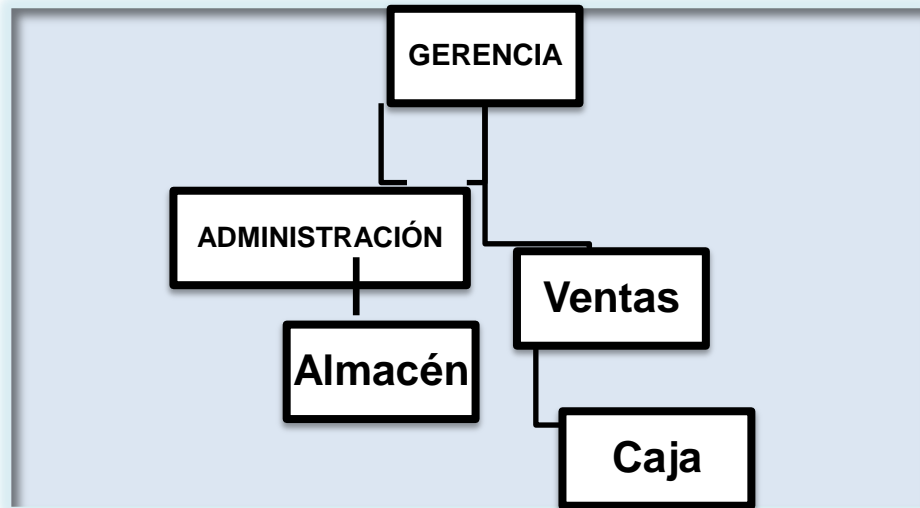 GERENCIA
ADMINISTRACIÓN
Ventas
Almacén
Caja